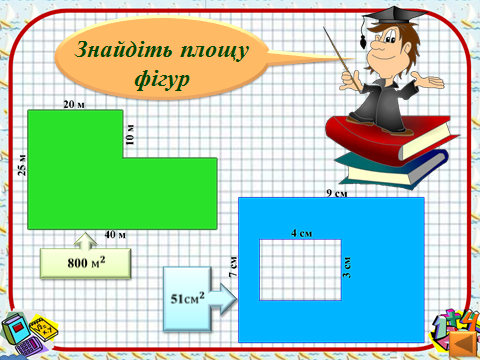 Знайдіть площу
фігур
20 м
10 м
25 м
40 м
800 м²
9 см
4 см
3 см
7 см
51см²